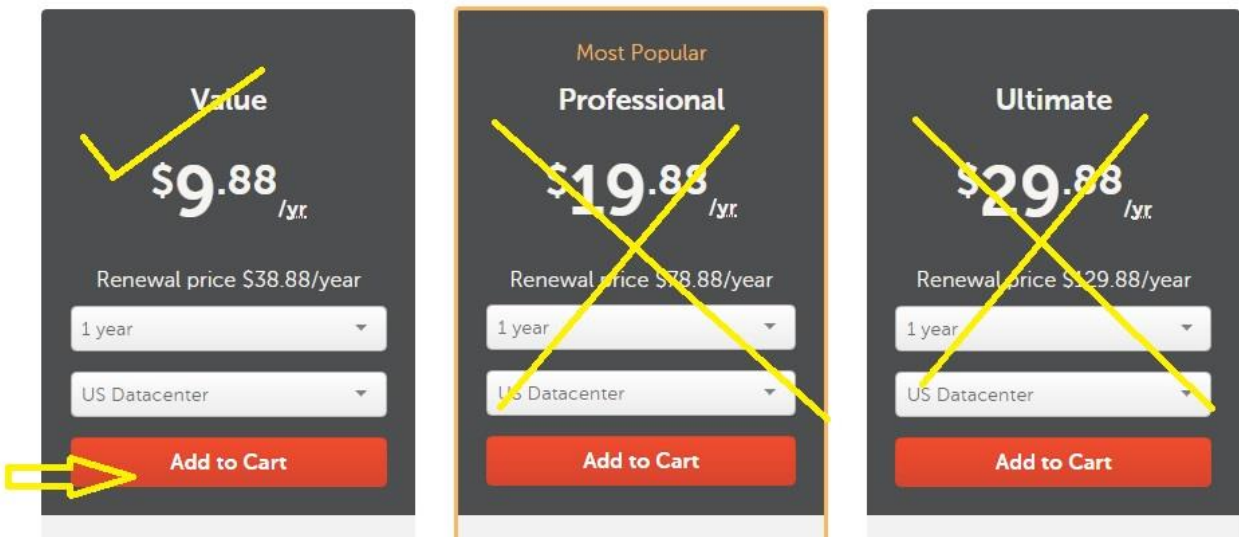 Value
$9.88 /yr.
Renewal price $38.88/year
1 year
US Datacenter
Add to Cart
Most Popular
Professional
$19.88 /yr.
Renewal price $78.88/year
1 year
US Datacenter
Add to Cart
Ultimate
$29.88 /yr.
Renewal price $129.88/year
1 year
US Datacenter
Add to Cart